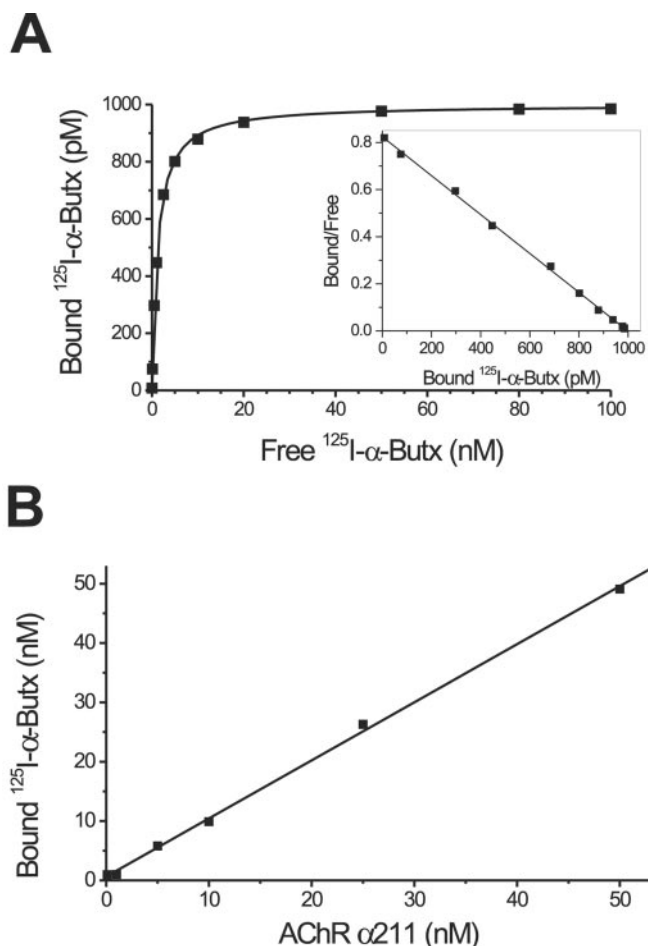 A
1000
800
600
400
200
0
Bound ¹²⁵I-α-Butx (pM)
0 20 40 60 80 100
Free ¹²⁵I-α-Butx (nM)
0.8
0.6
0.4
0.2
0.0
Bound/Free
0 200 400 600 800 1000
Bound ¹²⁵I-α-Butx (pM)
B
50
40
30
20
10
0
Bound ¹²⁵I-α-Butx (nM)
0 10 20 30 40 50
AChR α211 (nM)